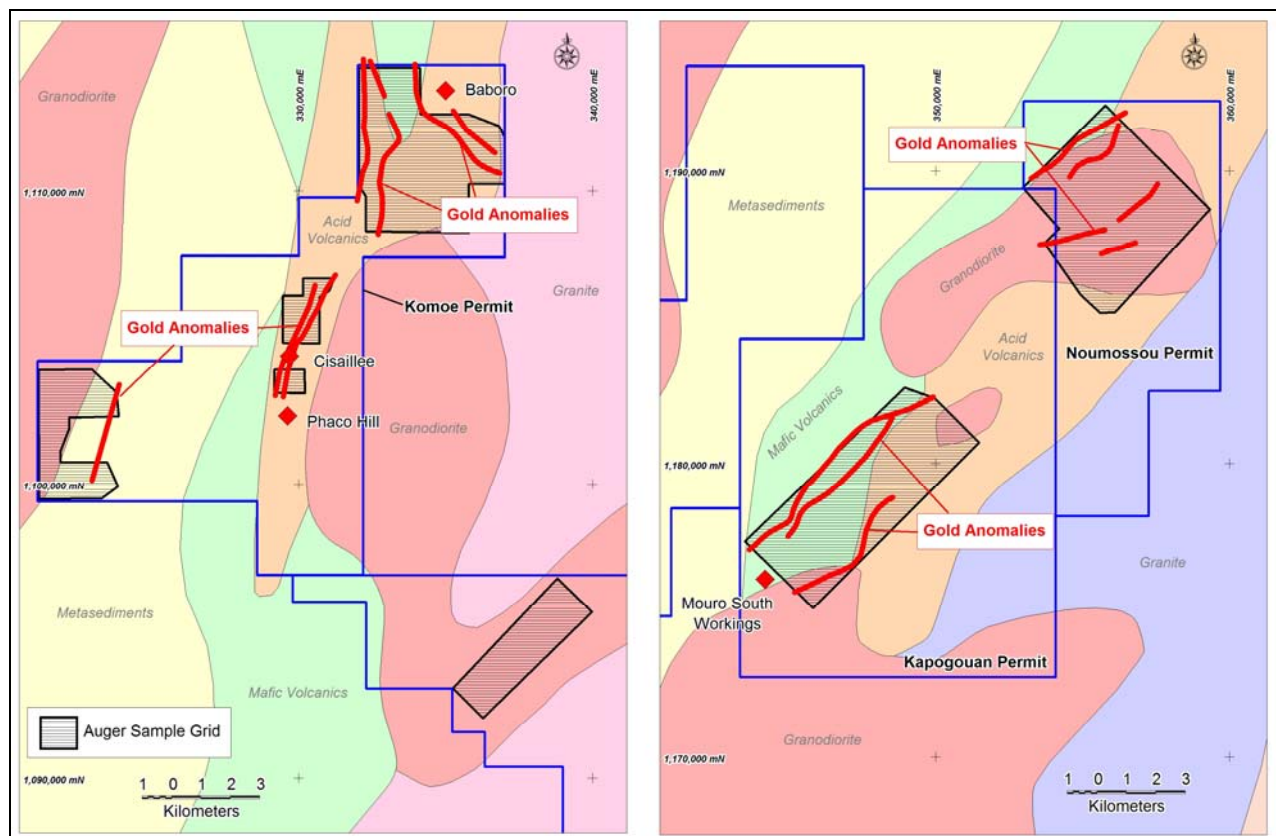 Granodiorite
330,000 mE
340,000 mE
Baboro
1,110,000 mN
Gold Anomalies
Acid
Volcanics
Komoe Permit
Granite
Gold Anomalies
Cisaillee
Phaco Hill
Granodiorite
1,100,000 mN
Metasediments
Mafic Volcanics
Auger Sample Grid
1,090,000 mN
1 0 1 2 3
Kilometers
350,000 mE
360,000 mE
Gold Anomalies
1,190,000 mN
Metasediments
Granodiorite
Acid
Volcanics
Noumossou Permit
Mafic Volcanics
1,180,000 mN
Gold Anomalies
Granite
Mouro South
Workings
Kapogouan Permit
Granodiorite
1,170,000 mN
1 0 1 2 3
Kilometers